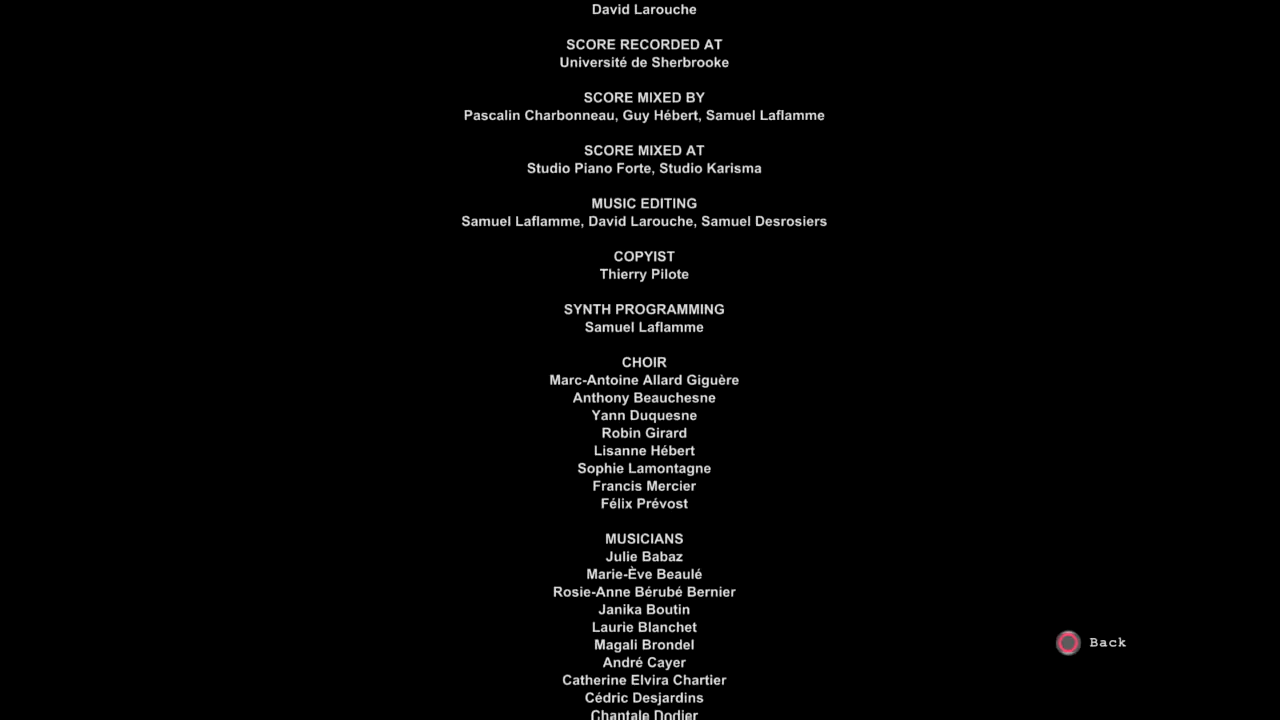 David Larouche
SCORE RECORDED AT
Université de Sherbrooke
SCORE MIXED BY
Pascalin Charbonneau, Guy Hébert, Samuel Laflamme
SCORE MIXED AT
Studio Piano Forte, Studio Karisma
MUSIC EDITING
Samuel Laflamme, David Larouche, Samuel Desrosiers
COPYIST
Thierry Pilote
SYNTH PROGRAMMING
Samuel Laflamme
CHOIR
Marc-Antoine Allard Giguère
Anthony Beauchesne
Yann Duquesne
Robin Girard
Lisanne Hébert
Sophie Lamontagne
Francis Mercier
Félix Prévost
MUSICIANS
Julie Babaz
Marie-Ève Beaulé
Rosie-Anne Bérubé Bernier
Janika Boutin
Laurie Blanchet
Magali Brondel
André Cayer
Catherine Elvira Chartier
Cédric Desjardins
Chantale Dodier
Back